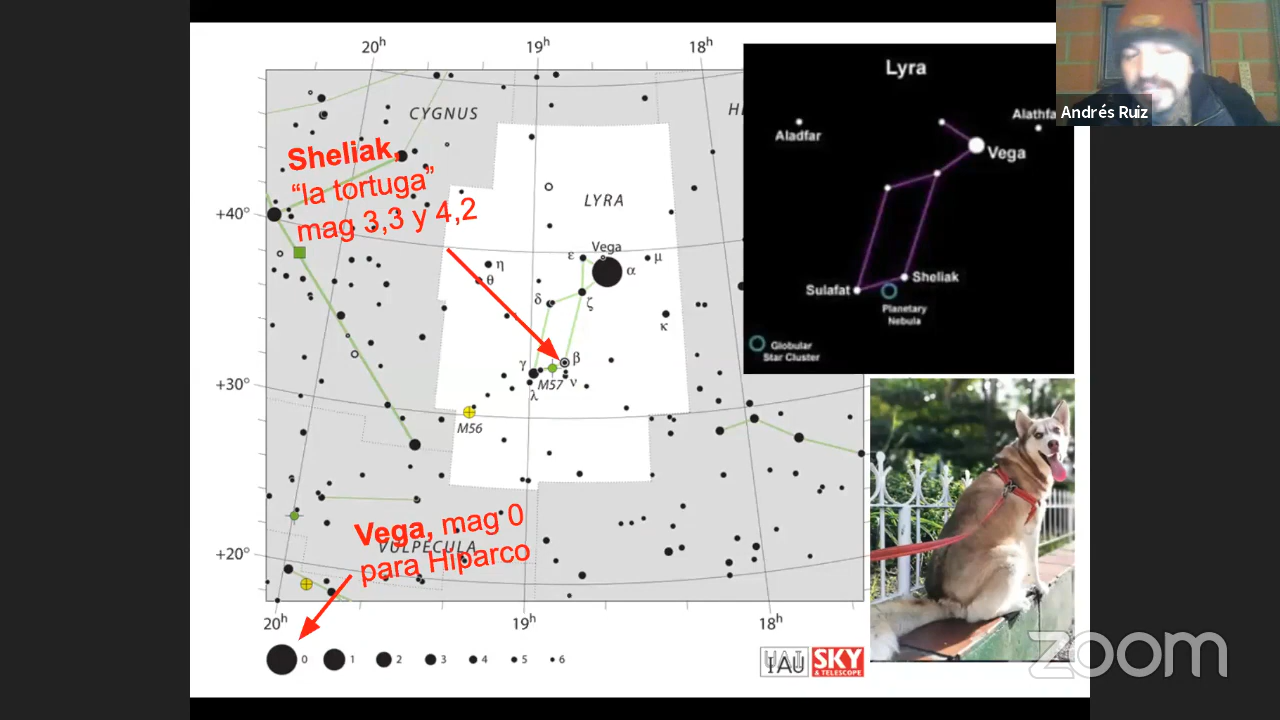 20h
19h
18h
CYGNUS
Sheliak,
“la tortuga”
mag 3,3 y 4,2
+40°
LYRA
Vega
ε
μ
α
η
θ
δ
ζ
κ
γ
β
M57
ν
λ
+30°
M56
Vega, mag 0
para Hiparco
VULPECULA
+20°
20h
19h
18h
0
1
2
3
4
5
6
IAU
SKY
& TELESCOPE
Lyra
Aladfar
Vega
Sulafat
Sheliak
Planetary
Nebula
Globular
Star Cluster
Andrés Ruiz
zoom